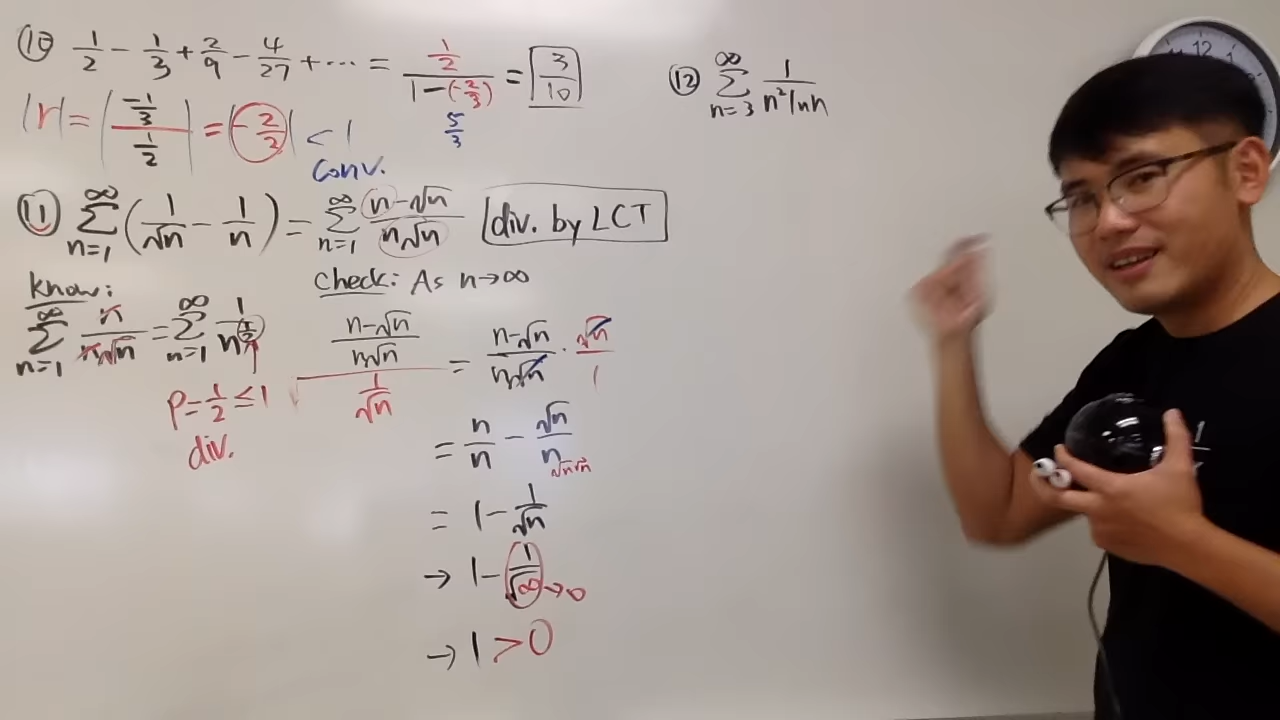 ⑩ 1/2 - 1/3 + 2/9 - 4/27 + ... = (1/2)/(1-(-2/3)) = 3/10
5/3
|r| = |(-1/3)/(1/2)| = |-2/2| < 1
conv.
⑪ ∞ Σ n=1 (1/√n - 1/n) = ∞ Σ n=1 (n-√n)/(n√n) div. by LCT
Know:
∞ Σ n=1 n/(n√n) = ∞ Σ n=1 1/n^(1/2)
p = 1/2 ≤ 1
div.
Check: As n→∞
((n-√n)/(n√n))/(1/√n) = (n-√n)/(n√n) · √n/1
= n/n - √n/n
√n√n
= 1 - 1/√n
→ 1 - 1/√∞ →0
→ 1 > 0
⑫ ∞ Σ n=3 1/(n² ln n)
12